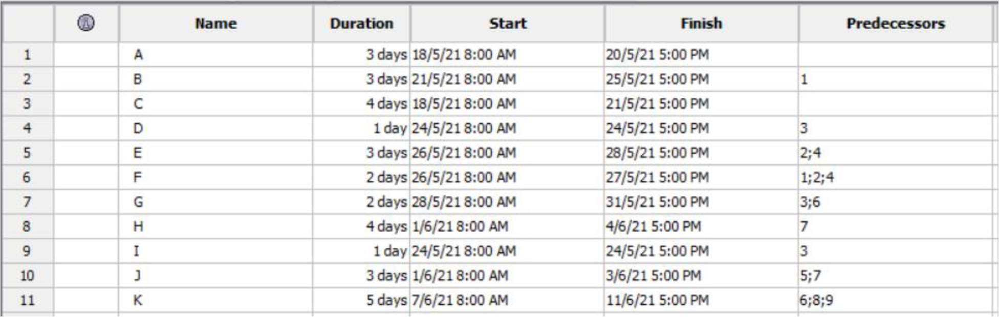 Name Duration Start Finish Predecessors
1 A 3 days 18/5/21 8:00 AM 20/5/21 5:00 PM
2 B 3 days 21/5/21 8:00 AM 25/5/21 5:00 PM 1
3 C 4 days 18/5/21 8:00 AM 21/5/21 5:00 PM
4 D 1 day 24/5/21 8:00 AM 24/5/21 5:00 PM 3
5 E 3 days 26/5/21 8:00 AM 28/5/21 5:00 PM 2;4
6 F 2 days 26/5/21 8:00 AM 27/5/21 5:00 PM 1;2;4
7 G 2 days 28/5/21 8:00 AM 31/5/21 5:00 PM 3;6
8 H 4 days 1/6/21 8:00 AM 4/6/21 5:00 PM 7
9 I 1 day 24/5/21 8:00 AM 24/5/21 5:00 PM 3
10 J 3 days 1/6/21 8:00 AM 3/6/21 5:00 PM 5;7
11 K 5 days 7/6/21 8:00 AM 11/6/21 5:00 PM 6;8;9